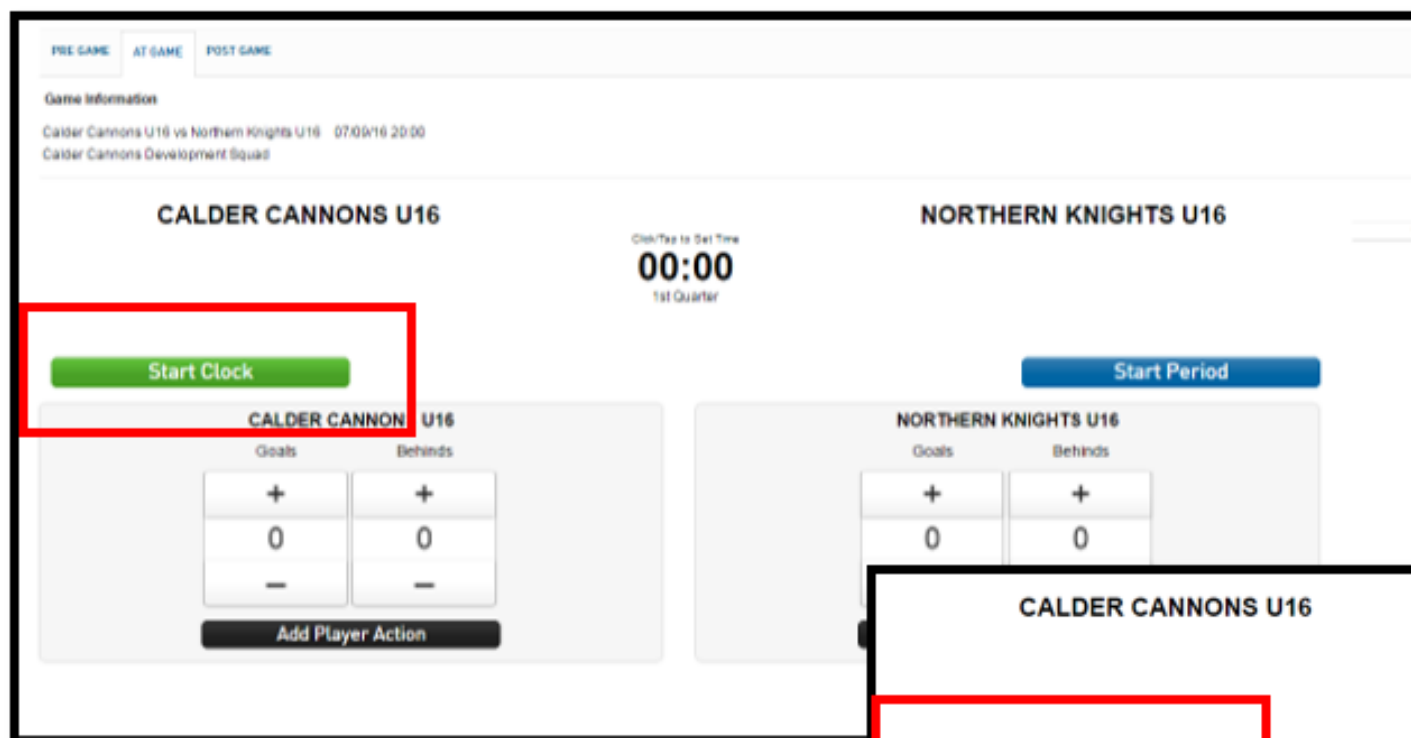 PRE GAME AT GAME POST GAME
Game Information
Calder Cannons U16 vs Northern Knights U16 07/09/16 20:00
Calder Cannons Development Squad
CALDER CANNONS U16
NORTHERN KNIGHTS U16
Click/Tap to Set Time
00:00
1st Quarter
Start Clock
Start Period
CALDER CANNON U16
Goals Behinds
+ +
0 0
– –
Add Player Action
NORTHERN KNIGHTS U16
Goals Behinds
+ +
0 0
CALDER CANNONS U16